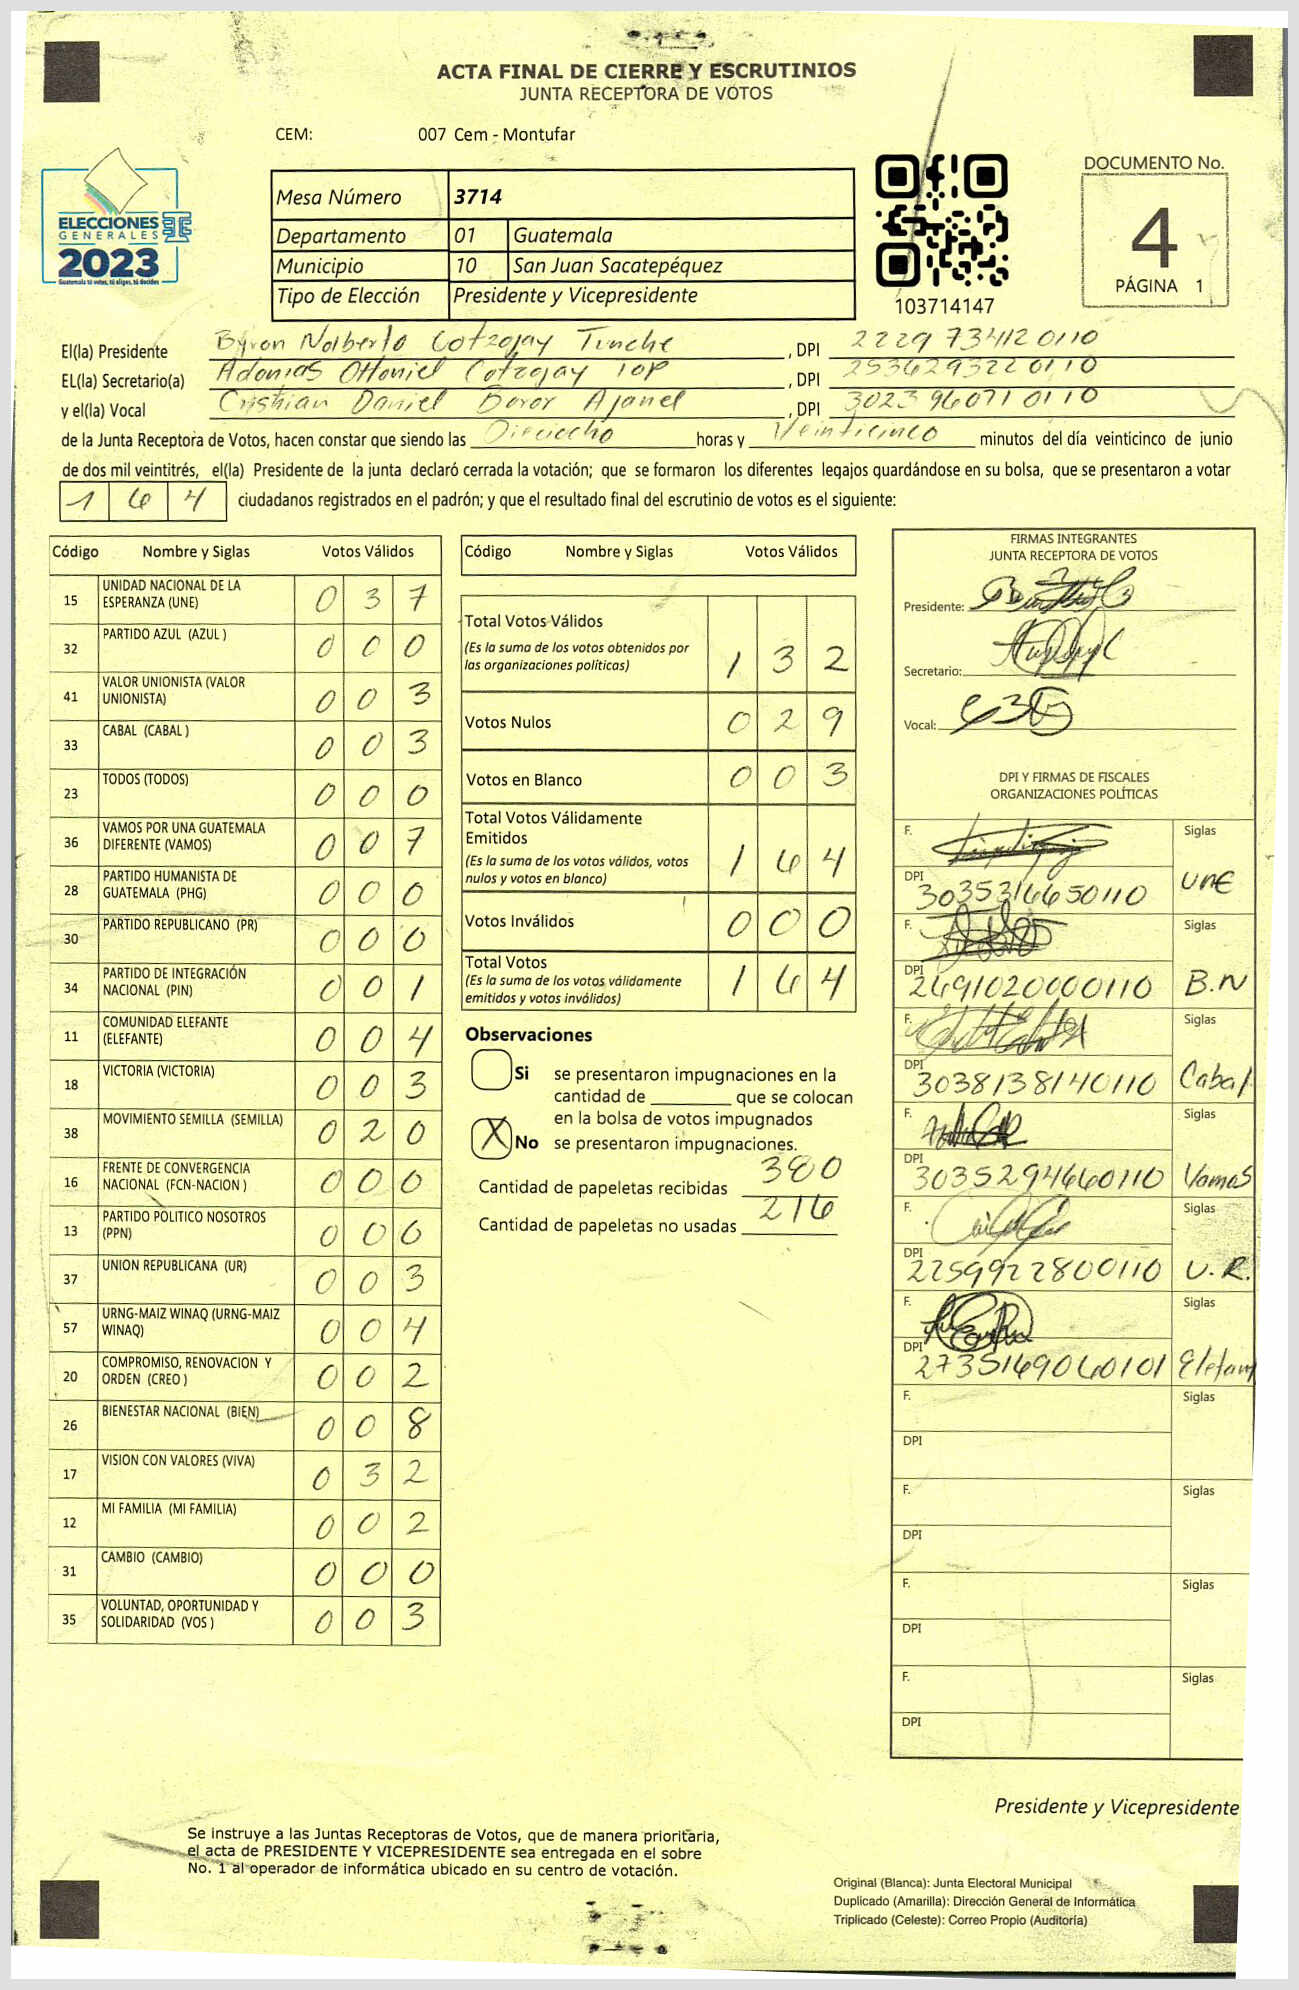 ACTA FINAL DE CIERRE Y ESCRUTINIOS
JUNTA RECEPTORA DE VOTOS
CEM: 007 Cem - Montufar
ELECCIONES
GENERALES
2023
Guatemala tú votas, tú eliges, tú decides
Mesa Número 3714
Departamento 01 Guatemala
Municipio 10 San Juan Sacatepéquez
Tipo de Elección Presidente y Vicepresidente
103714147
DOCUMENTO No.
4
PÁGINA 1
El(la) Presidente Byron Nolberto Cotzojay Tunche, DPI 2229 73412 0110
EL(la) Secretario(a) Adonias Ottoniel Cotzojay Top, DPI 253629322 0110
y el(la) Vocal Cristhian Daniel Boror Ajanel, DPI 3023 96071 0110
de la Junta Receptora de Votos, hacen constar que siendo las Dieciocho horas y Veinticinco minutos del día veinticinco de junio
de dos mil veintitrés, el(la) Presidente de la junta declaró cerrada la votación; que se formaron los diferentes legajos guardándose en su bolsa, que se presentaron a votar
1 6 4 ciudadanos registrados en el padrón; y que el resultado final del escrutinio de votos es el siguiente:
Código Nombre y Siglas Votos Válidos
15 UNIDAD NACIONAL DE LA ESPERANZA (UNE) 0 3 7
32 PARTIDO AZUL (AZUL ) 0 0 0
41 VALOR UNIONISTA (VALOR UNIONISTA) 0 0 3
33 CABAL (CABAL ) 0 0 3
23 TODOS (TODOS) 0 0 0
36 VAMOS POR UNA GUATEMALA DIFERENTE (VAMOS) 0 0 7
28 PARTIDO HUMANISTA DE GUATEMALA (PHG) 0 0 0
30 PARTIDO REPUBLICANO (PR) 0 0 0
34 PARTIDO DE INTEGRACIÓN NACIONAL (PIN) 0 0 1
11 COMUNIDAD ELEFANTE (ELEFANTE) 0 0 4
18 VICTORIA (VICTORIA) 0 0 3
38 MOVIMIENTO SEMILLA (SEMILLA) 0 2 0
16 FRENTE DE CONVERGENCIA NACIONAL (FCN-NACION ) 0 0 0
13 PARTIDO POLITICO NOSOTROS (PPN) 0 0 0
37 UNION REPUBLICANA (UR) 0 0 3
57 URNG-MAIZ WINAQ (URNG-MAIZ WINAQ) 0 0 4
20 COMPROMISO, RENOVACION Y ORDEN (CREO ) 0 0 2
26 BIENESTAR NACIONAL (BIEN) 0 0 8
17 VISION CON VALORES (VIVA) 0 3 2
12 MI FAMILIA (MI FAMILIA) 0 0 2
31 CAMBIO (CAMBIO) 0 0 0
35 VOLUNTAD, OPORTUNIDAD Y SOLIDARIDAD (VOS ) 0 0 3
Código Nombre y Siglas Votos Válidos
Total Votos Válidos
(Es la suma de los votos obtenidos por
las organizaciones políticas) 1 3 2
Votos Nulos 0 2 9
Votos en Blanco 0 0 3
Total Votos Válidamente
Emitidos
(Es la suma de los votos válidos, votos
nulos y votos en blanco) 1 6 4
Votos Inválidos 0 0 0
Total Votos
(Es la suma de los votos válidamente
emitidos y votos inválidos) 1 6 4
Observaciones
Si se presentaron impugnaciones en la
cantidad de ________ que se colocan
en la bolsa de votos impugnados
X No se presentaron impugnaciones.
Cantidad de papeletas recibidas 380
Cantidad de papeletas no usadas 216
FIRMAS INTEGRANTES
JUNTA RECEPTORA DE VOTOS
Presidente:
Secretario:
Vocal:
DPI Y FIRMAS DE FISCALES
ORGANIZACIONES POLÍTICAS
F. Siglas
DPI 3035316650110 UNE
F. Siglas
DPI 2691020000110 B.N
F. Siglas
DPI 3038138140110 Cabal
F. Siglas
DPI 3035294660110 Vamos
F. Siglas
DPI 2259922800110 U.R.
F. Siglas
DPI 2735169060101 Elefant
F. Siglas
DPI
F. Siglas
DPI
F. Siglas
DPI
F. Siglas
DPI
Presidente y Vicepresidente
Se instruye a las Juntas Receptoras de Votos, que de manera prioritaria,
el acta de PRESIDENTE Y VICEPRESIDENTE sea entregada en el sobre
No. 1 al operador de informática ubicado en su centro de votación.
Original (Blanca): Junta Electoral Municipal
Duplicado (Amarilla): Dirección General de Informática
Triplicado (Celeste): Correo Propio (Auditoría)